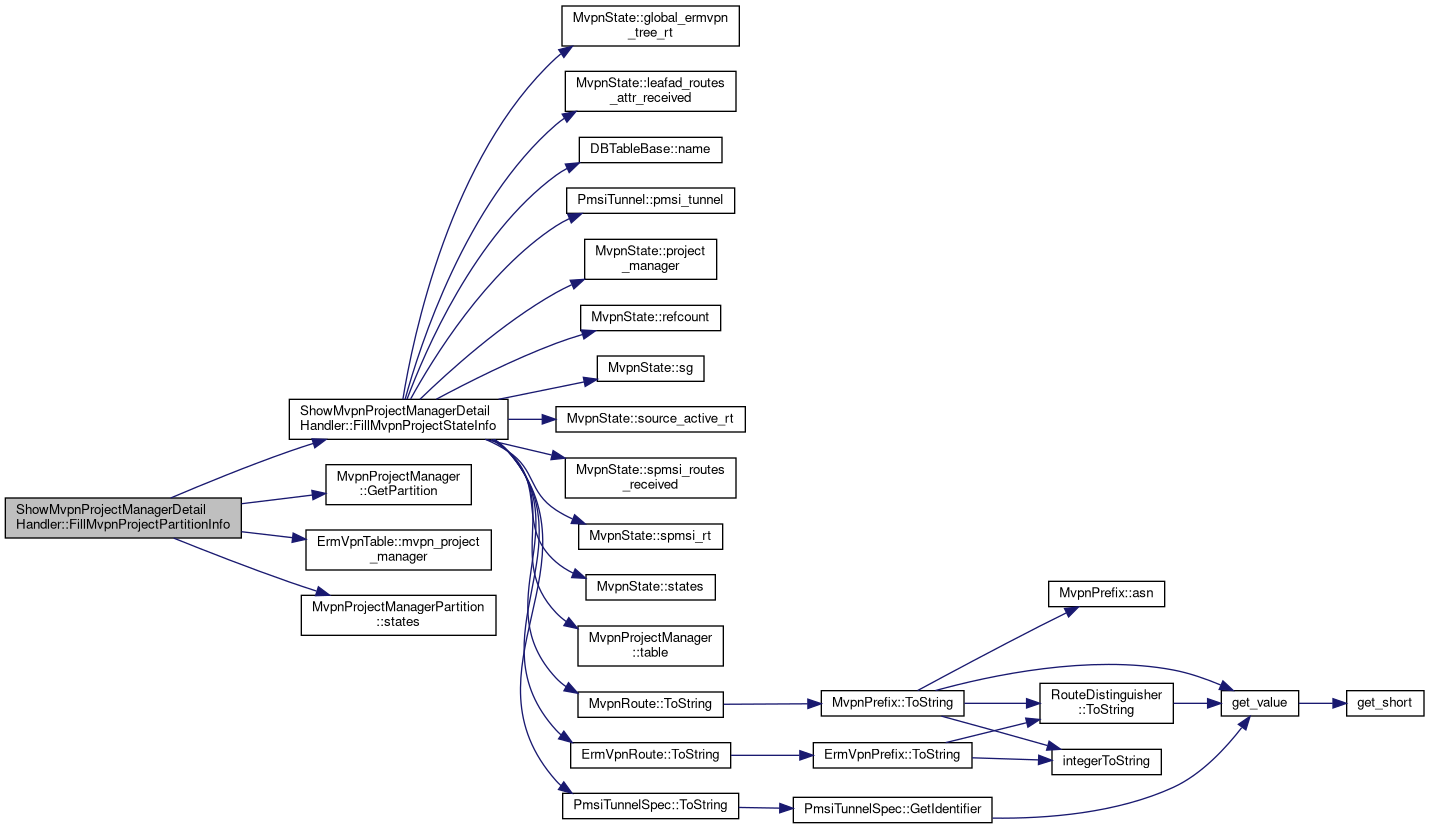 ShowMvpnProjectManagerDetail
Handler::FillMvpnProjectPartitionInfo
ShowMvpnProjectManagerDetail
Handler::FillMvpnProjectStateInfo
MvpnProjectManager
::GetPartition
ErmVpnTable::mvpn_project
_manager
MvpnProjectManagerPartition
::states
MvpnState::global_ermvpn
_tree_rt
MvpnState::leafad_routes
_attr_received
DBTableBase::name
PmsiTunnel::pmsi_tunnel
MvpnState::project
_manager
MvpnState::refcount
MvpnState::sg
MvpnState::source_active_rt
MvpnState::spmsi_routes
_received
MvpnState::spmsi_rt
MvpnState::states
MvpnProjectManager
::table
MvpnRoute::ToString
ErmVpnRoute::ToString
PmsiTunnelSpec::ToString
MvpnPrefix::ToString
ErmVpnPrefix::ToString
PmsiTunnelSpec::GetIdentifier
MvpnPrefix::asn
RouteDistinguisher
::ToString
integerToString
get_value
get_short